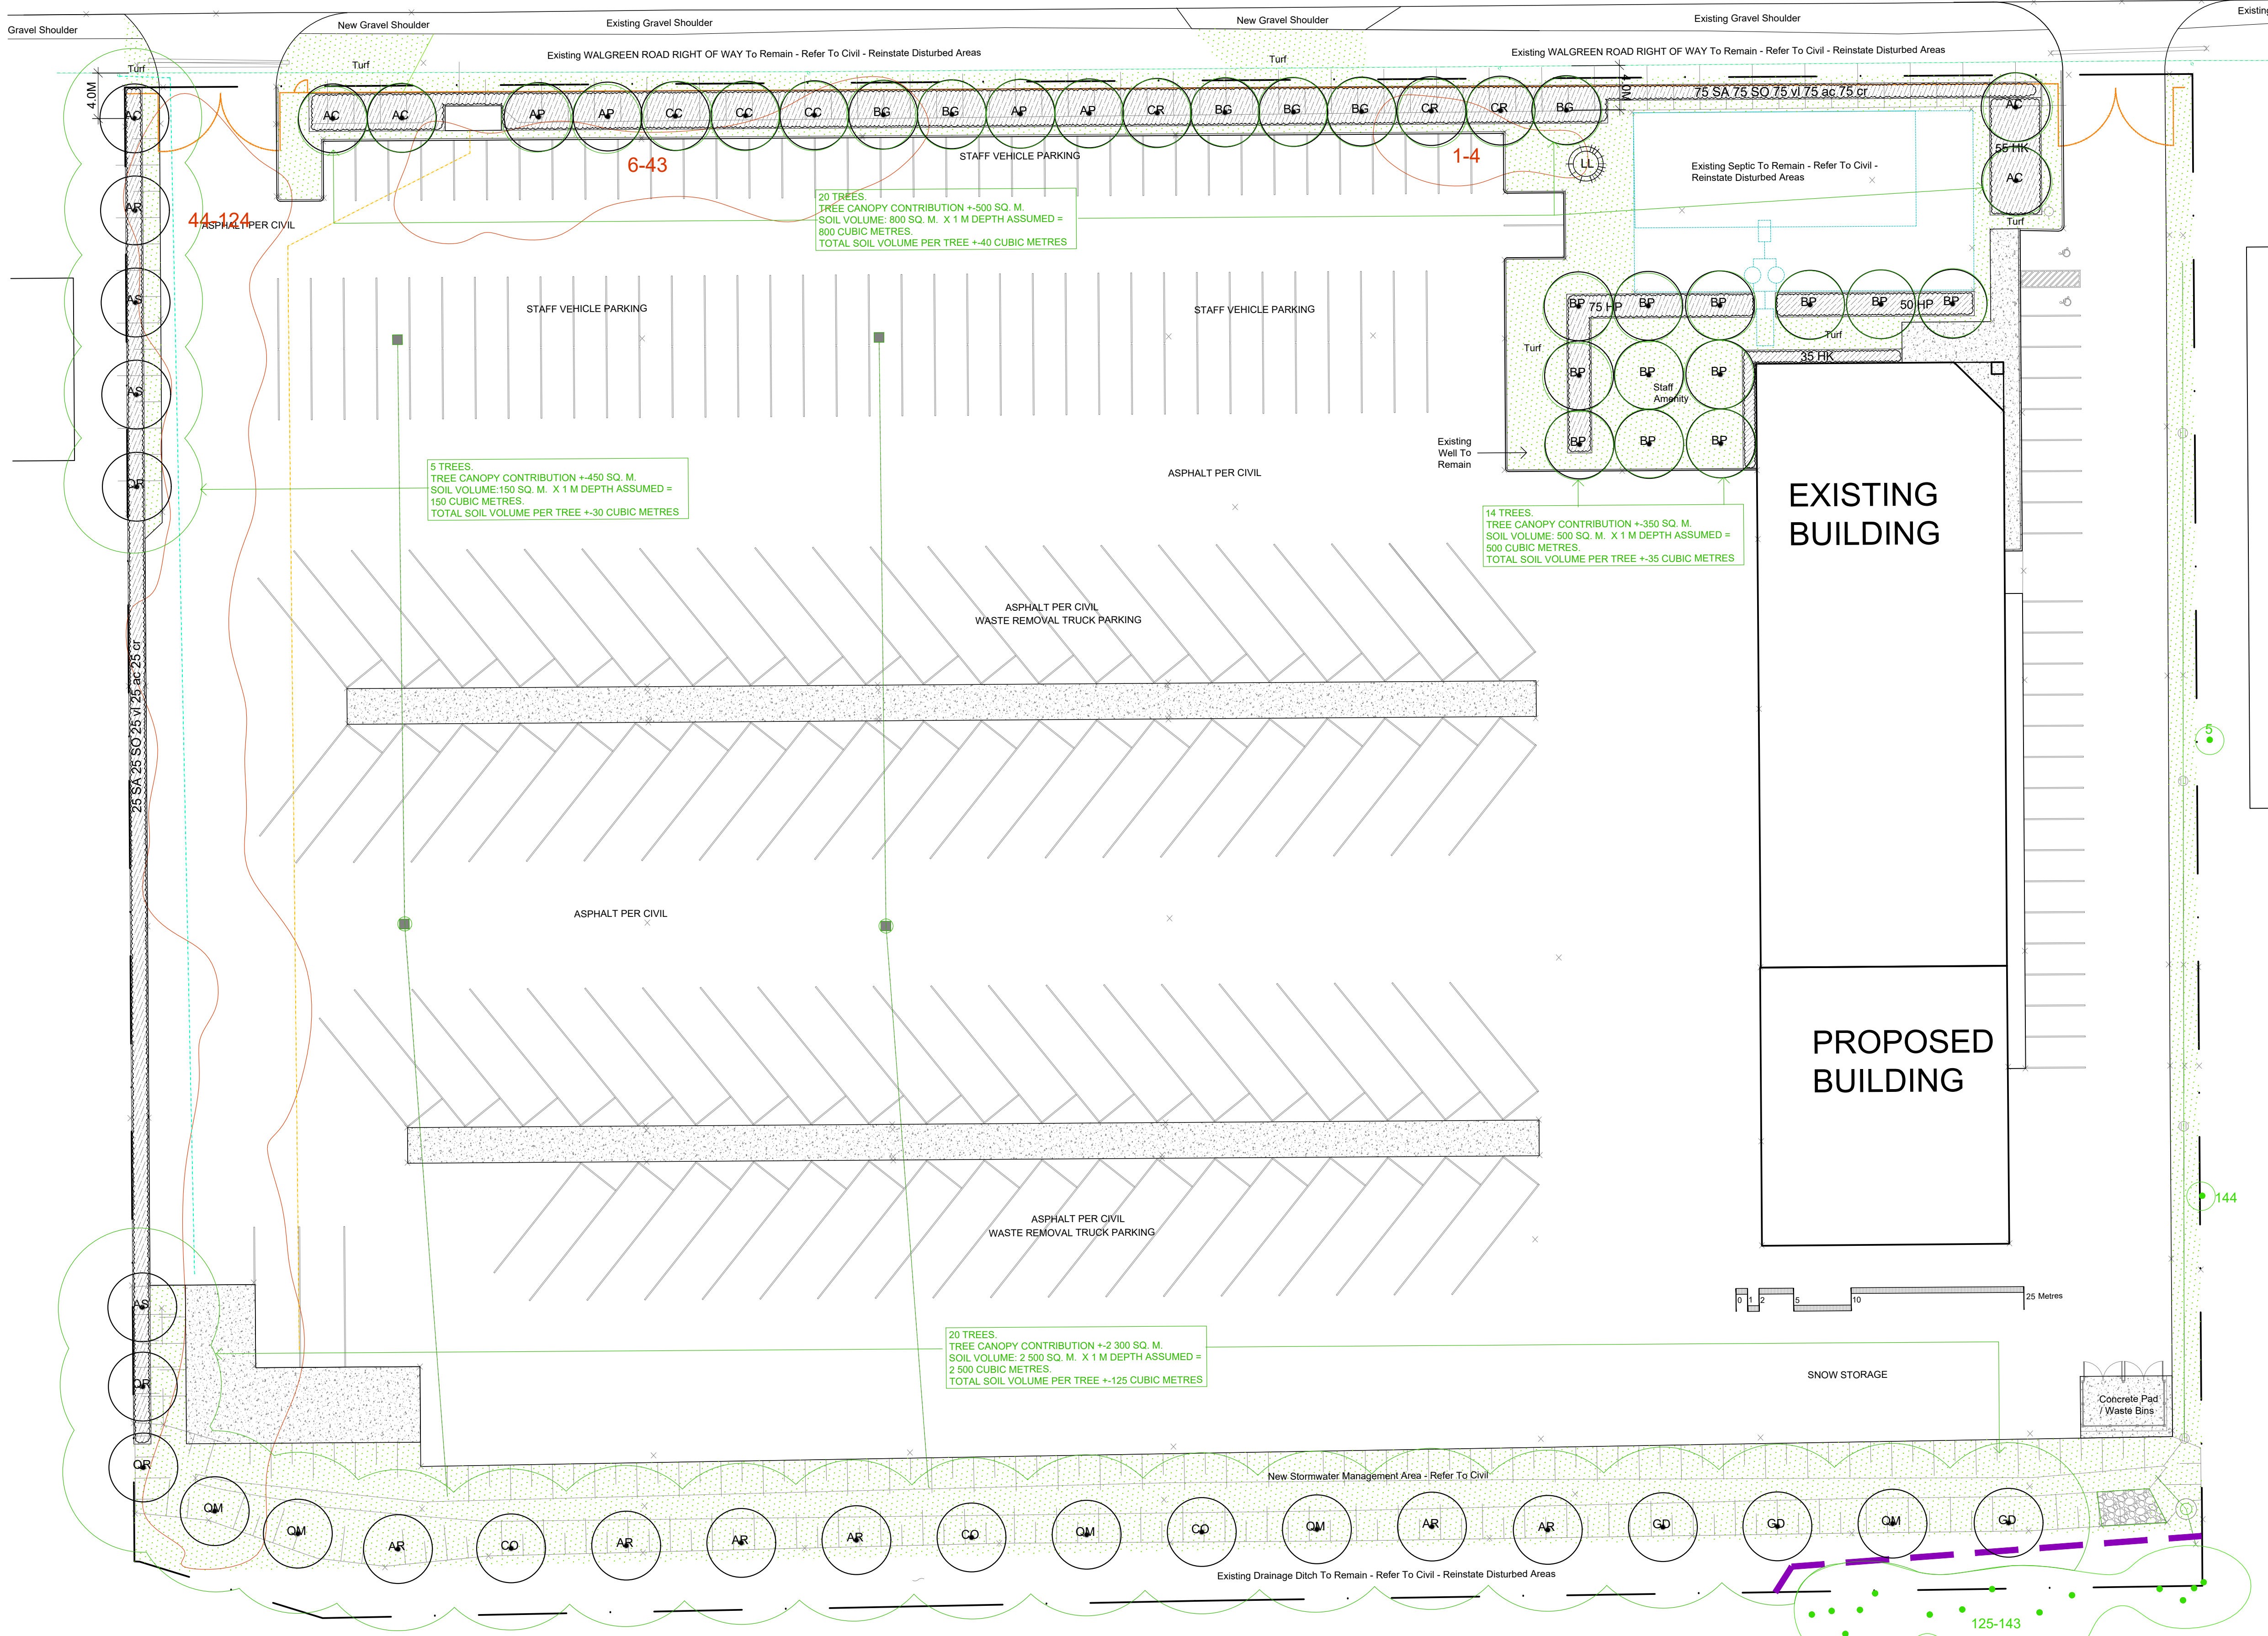 Gravel Shoulder
New Gravel Shoulder
Existing Gravel Shoulder
New Gravel Shoulder
Existing Gravel Shoulder
Turf
Turf
Existing WALGREEN ROAD RIGHT OF WAY To Remain - Refer To Civil - Reinstate Disturbed Areas
Turf
Existing WALGREEN ROAD RIGHT OF WAY To Remain - Refer To Civil - Reinstate Disturbed Areas
4.0M
4.0M
75 SA 75 SO 75 vl 75 ac 75 cr
AC
AC
AC
AP
AP
CC
CC
CC
BG
BG
AP
AP
CR
BG
BG
BG
CR
CR
BG
AC
55 HK
AC
Turf
6-43
STAFF VEHICLE PARKING
1-4
LL
Existing Septic To Remain - Refer To Civil -
Reinstate Disturbed Areas
AR
44-124
ASPHALT PER CIVIL
20 TREES.
TREE CANOPY CONTRIBUTION +-500 SQ. M.
SOIL VOLUME: 800 SQ. M. X 1 M DEPTH ASSUMED =
800 CUBIC METRES.
TOTAL SOIL VOLUME PER TREE +-40 CUBIC METRES
AS
STAFF VEHICLE PARKING
STAFF VEHICLE PARKING
BP
75 HP
BP
BP
BP
BP
50 HP
BP
Turf
Turf
35 HK
AS
BP
BP
BP
Staff
Amenity
BP
BP
BP
Existing
Well To
Remain
OR
5 TREES.
TREE CANOPY CONTRIBUTION +-450 SQ. M.
SOIL VOLUME:150 SQ. M. X 1 M DEPTH ASSUMED =
150 CUBIC METRES.
TOTAL SOIL VOLUME PER TREE +-30 CUBIC METRES
ASPHALT PER CIVIL
14 TREES.
TREE CANOPY CONTRIBUTION +-350 SQ. M.
SOIL VOLUME: 500 SQ. M. X 1 M DEPTH ASSUMED =
500 CUBIC METRES.
TOTAL SOIL VOLUME PER TREE +-35 CUBIC METRES
EXISTING
BUILDING
ASPHALT PER CIVIL
WASTE REMOVAL TRUCK PARKING
25 SA 25 SO 25 vl 25 ac 25 cr
5
ASPHALT PER CIVIL
PROPOSED
BUILDING
144
ASPHALT PER CIVIL
WASTE REMOVAL TRUCK PARKING
0 1 2 5 10 25 Metres
AS
20 TREES.
TREE CANOPY CONTRIBUTION +-2 300 SQ. M.
SOIL VOLUME: 2 500 SQ. M. X 1 M DEPTH ASSUMED =
2 500 CUBIC METRES.
TOTAL SOIL VOLUME PER TREE +-125 CUBIC METRES
SNOW STORAGE
Concrete Pad
/ Waste Bins
QR
QR
New Stormwater Management Area - Refer To Civil
QM
QM
AR
CO
AR
AR
AR
CO
QM
CO
QM
AR
AR
GD
GD
QM
GD
Existing Drainage Ditch To Remain - Refer To Civil - Reinstate Disturbed Areas
125-143